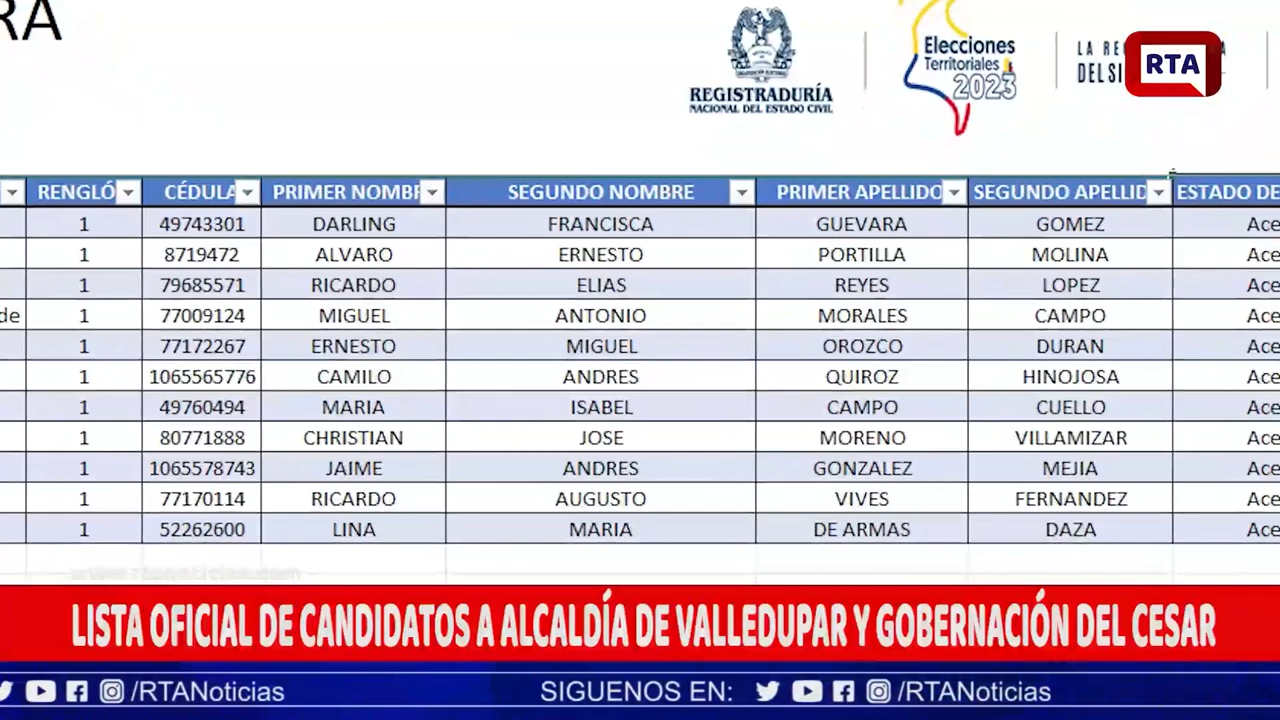 RA
REGISTRADURÍA
NACIONAL DEL ESTADO CIVIL
Elecciones
Territoriales
2023
LA
RTA
RENGLÓ CÉDULA PRIMER NOMBR SEGUNDO NOMBRE PRIMER APELLIDO SEGUNDO APELLID ESTADO DE
1 49743301 DARLING FRANCISCA GUEVARA GOMEZ Ace
1 8719472 ALVARO ERNESTO PORTILLA MOLINA Ace
1 79685571 RICARDO ELIAS REYES LOPEZ Ace
de 1 77009124 MIGUEL ANTONIO MORALES CAMPO Ace
1 77172267 ERNESTO MIGUEL OROZCO DURAN Ace
1 1065565776 CAMILO ANDRES QUIROZ HINOJOSA Ace
1 49760494 MARIA ISABEL CAMPO CUELLO Ace
1 80771888 CHRISTIAN JOSE MORENO VILLAMIZAR Ace
1 1065578743 JAIME ANDRES GONZALEZ MEJIA Ace
1 77170114 RICARDO AUGUSTO VIVES FERNANDEZ Ace
1 52262600 LINA MARIA DE ARMAS DAZA Ace
LISTA OFICIAL DE CANDIDATOS A ALCALDÍA DE VALLEDUPAR Y GOBERNACIÓN DEL CESAR
/RTANoticias SIGUENOS EN: /RTANoticias